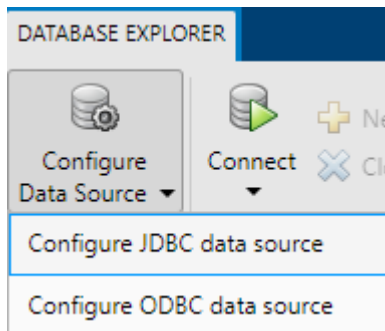 DATABASE EXPLORER
Configure
Data Source
Connect
Configure JDBC data source
Configure ODBC data source